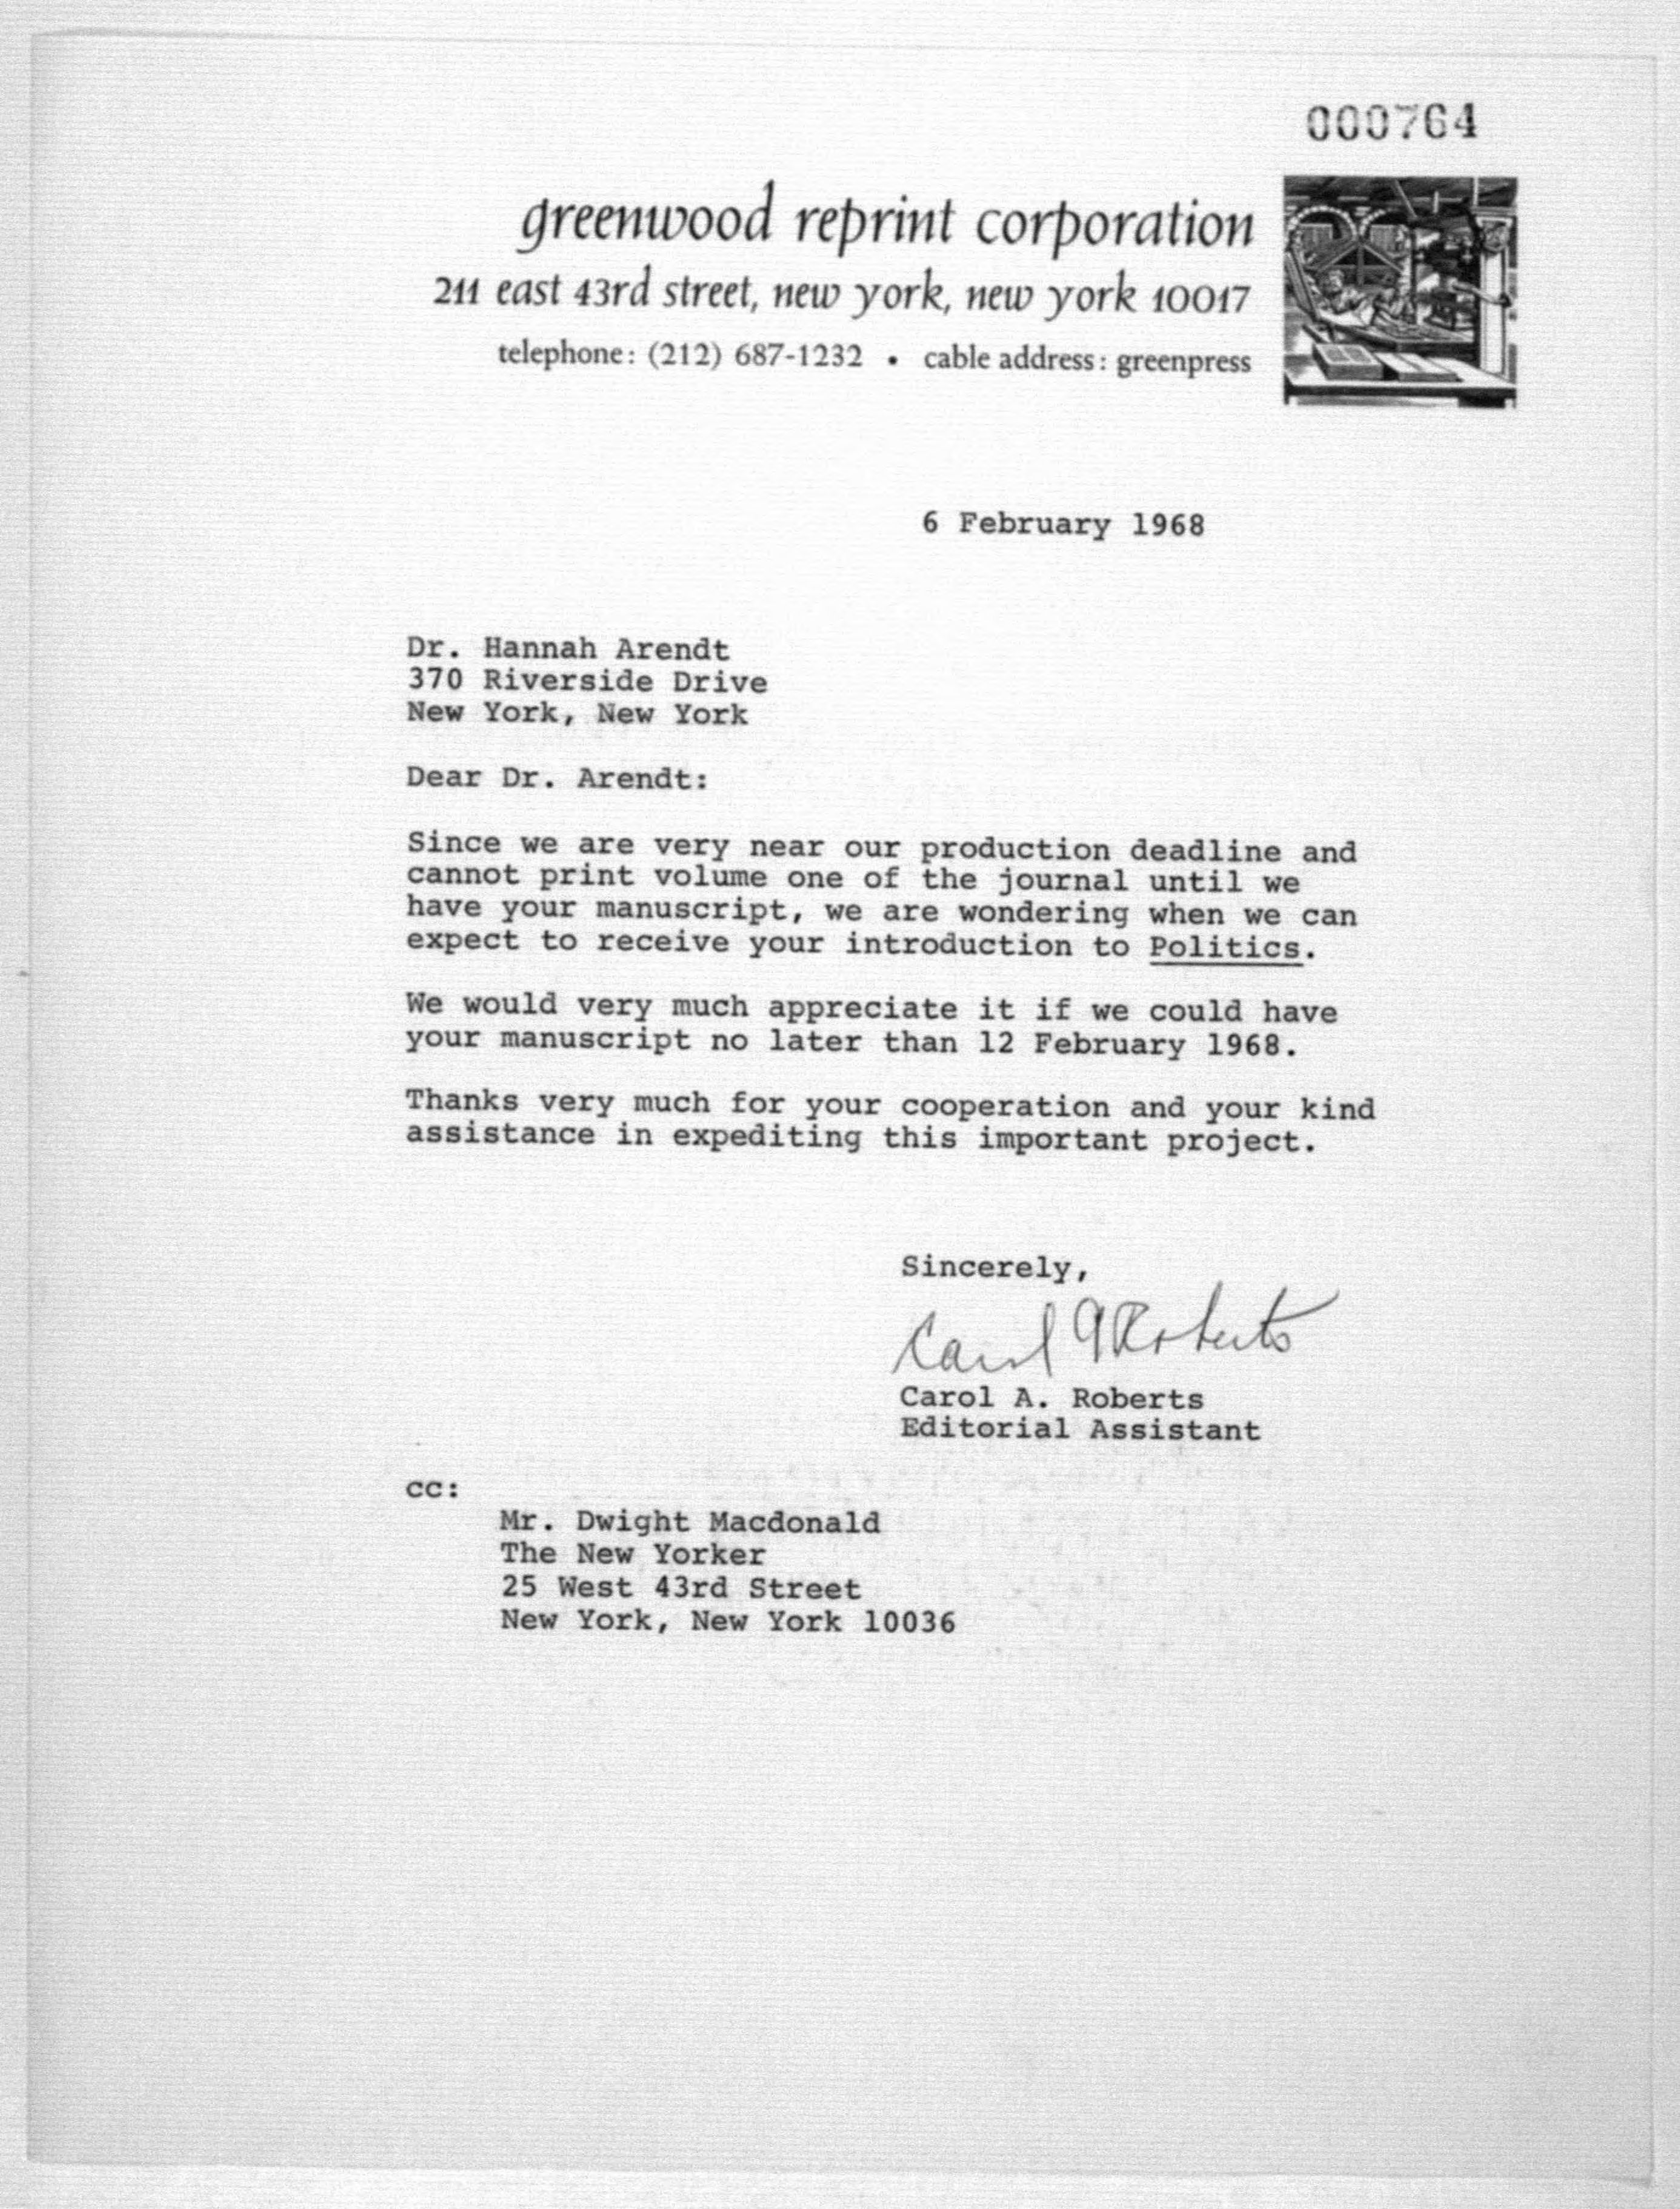 000764
greenwood reprint corporation
211 east 43rd street, new york, new york 10017
telephone: (212) 687-1232 • cable address: greenpress
6 February 1968
Dr. Hannah Arendt
370 Riverside Drive
New York, New York
Dear Dr. Arendt:
Since we are very near our production deadline and
cannot print volume one of the journal until we
have your manuscript, we are wondering when we can
expect to receive your introduction to Politics.
We would very much appreciate it if we could have
your manuscript no later than 12 February 1968.
Thanks very much for your cooperation and your kind
assistance in expediting this important project.
Sincerely,
Carol A Roberts
Carol A. Roberts
Editorial Assistant
cc:
Mr. Dwight Macdonald
The New Yorker
25 West 43rd Street
New York, New York 10036